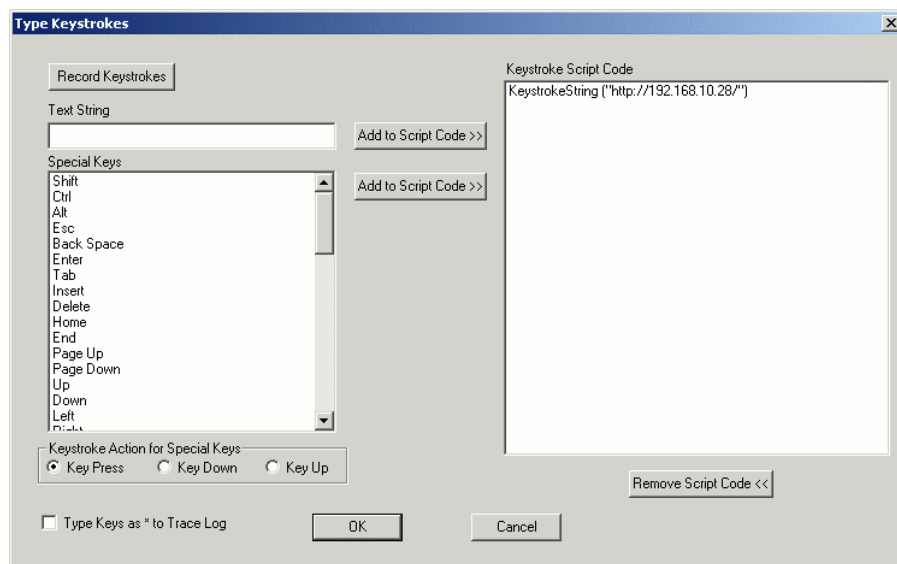 Type Keystrokes
Record Keystrokes
Text String
Add to Script Code >>
Special Keys
Add to Script Code >>
Shift
Ctrl
Alt
Esc
Back Space
Enter
Tab
Insert
Delete
Home
End
Page Up
Page Down
Up
Down
Left
Right
Keystroke Action for Special Keys
Key Press Key Down Key Up
Type Keys as * to Trace Log
OK
Cancel
Keystroke Script Code
KeystrokeString ("http://192.168.10.28/")
Remove Script Code <<